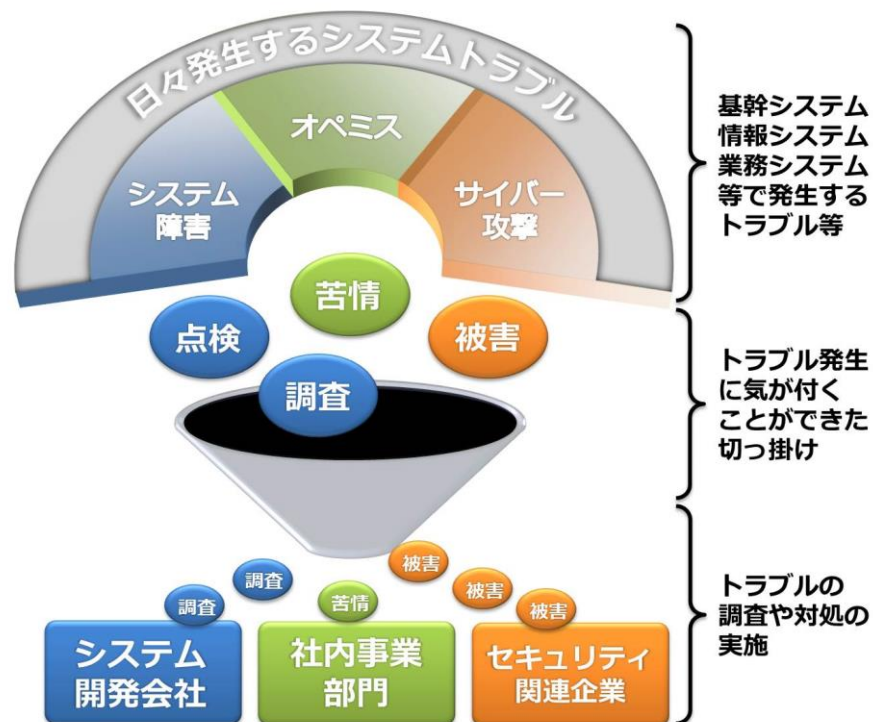 日々発生するシステムトラブル
オペミス
システム
障害
サイバー
攻撃
基幹システム
情報システム
業務システム
等で発生する
トラブル等
苦情
点検
被害
調査
トラブル発生
に気が付く
ことができた
切っ掛け
被害
調査
被害
調査
苦情
被害
システム
開発会社
社内事業
部門
セキュリティ
関連企業
トラブルの
調査や対処の
実施